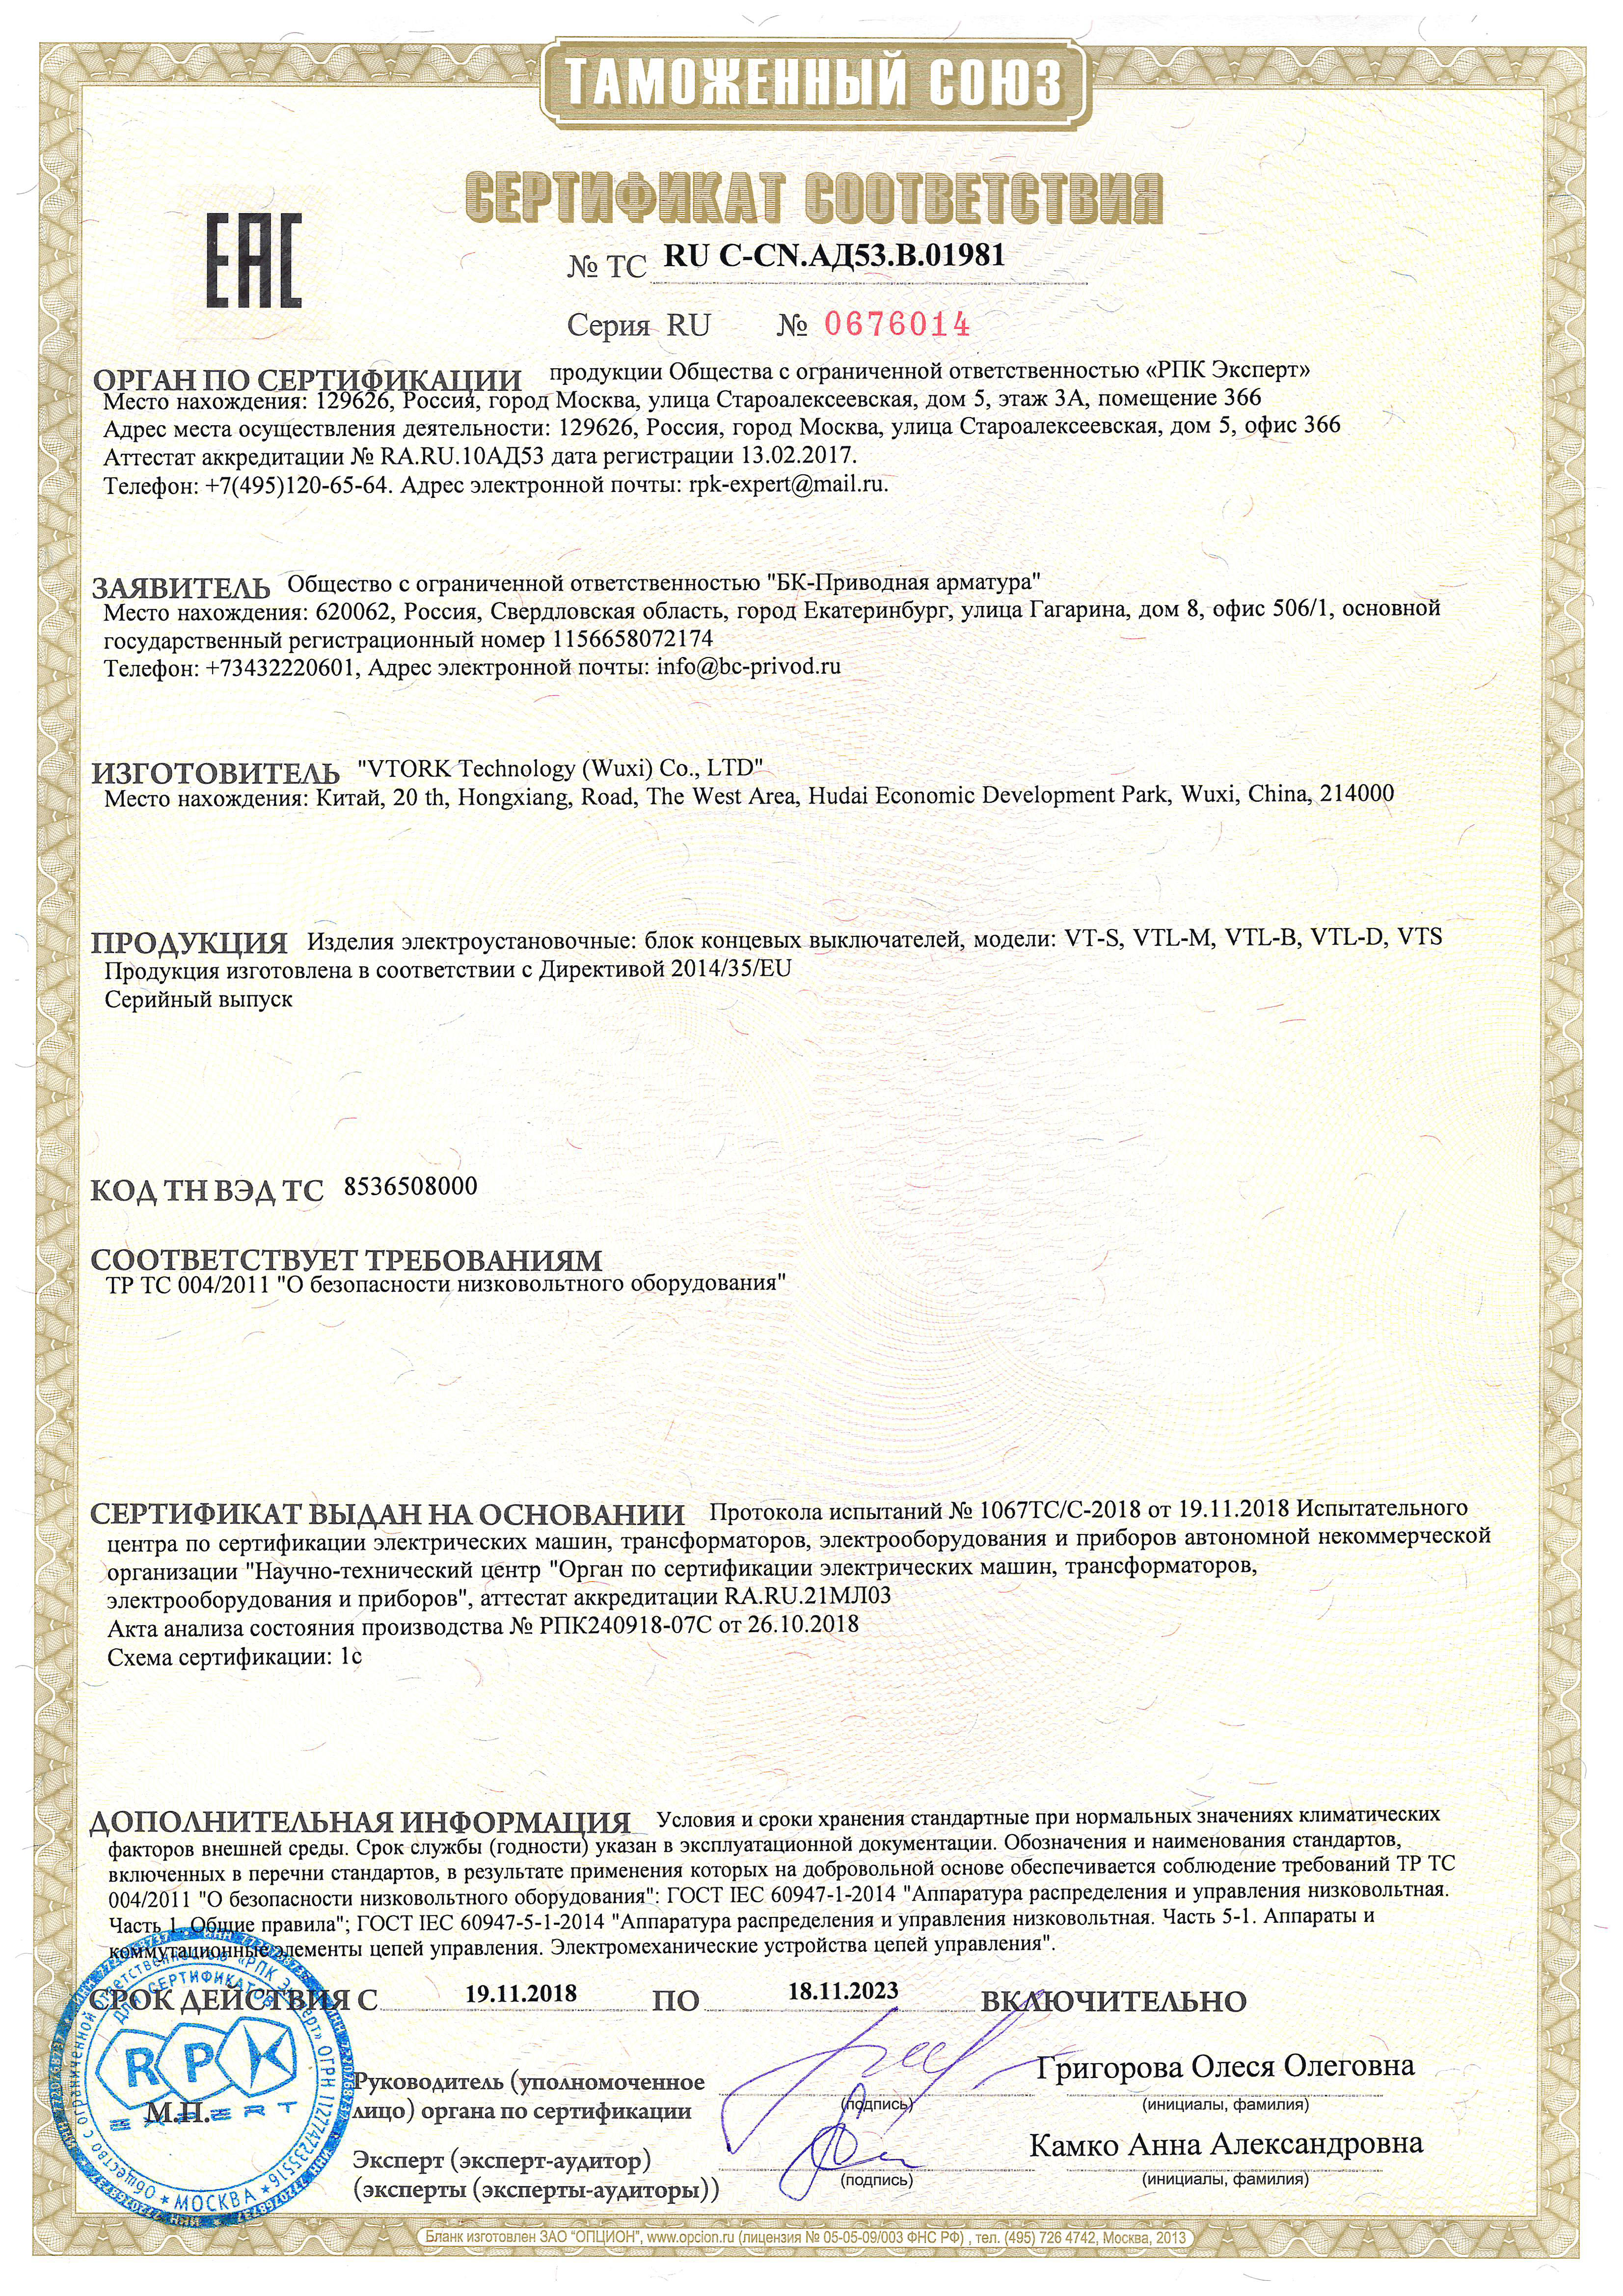 ТАМОЖЕННЫЙ СОЮЗ
EAC
СЕРТИФИКАТ СООТВЕТСТВИЯ
№ ТС RU C-CN.АД53.В.01981
Серия RU № 0676014
ОРГАН ПО СЕРТИФИКАЦИИ продукции Общества с ограниченной ответственностью «РПК Эксперт»
Место нахождения: 129626, Россия, город Москва, улица Староалексеевская, дом 5, этаж 3А, помещение 366
Адрес места осуществления деятельности: 129626, Россия, город Москва, улица Староалексеевская, дом 5, офис 366
Аттестат аккредитации № RA.RU.10АД53 дата регистрации 13.02.2017.
Телефон: +7(495)120-65-64. Адрес электронной почты: rpk-expert@mail.ru.
ЗАЯВИТЕЛЬ Общество с ограниченной ответственностью "БК-Приводная арматура"
Место нахождения: 620062, Россия, Свердловская область, город Екатеринбург, улица Гагарина, дом 8, офис 506/1, основной
государственный регистрационный номер 1156658072174
Телефон: +73432220601, Адрес электронной почты: info@bc-privod.ru
ИЗГОТОВИТЕЛЬ "VTORK Technology (Wuxi) Co., LTD"
Место нахождения: Китай, 20 th, Hongxiang, Road, The West Area, Hudai Economic Development Park, Wuxi, China, 214000
ПРОДУКЦИЯ Изделия электроустановочные: блок концевых выключателей, модели: VT-S, VTL-M, VTL-B, VTL-D, VTS
Продукция изготовлена в соответствии с Директивой 2014/35/EU
Серийный выпуск
КОД ТН ВЭД ТС 8536508000
СООТВЕТСТВУЕТ ТРЕБОВАНИЯМ
ТР ТС 004/2011 "О безопасности низковольтного оборудования"
СЕРТИФИКАТ ВЫДАН НА ОСНОВАНИИ Протокола испытаний № 1067ТС/С-2018 от 19.11.2018 Испытательного
центра по сертификации электрических машин, трансформаторов, электрооборудования и приборов автономной некоммерческой
организации "Научно-технический центр "Орган по сертификации электрических машин, трансформаторов,
электрооборудования и приборов", аттестат аккредитации RA.RU.21МЛ03
Акта анализа состояния производства № РПК240918-07С от 26.10.2018
Схема сертификации: 1с
ДОПОЛНИТЕЛЬНАЯ ИНФОРМАЦИЯ Условия и сроки хранения стандартные при нормальных значениях климатических
факторов внешней среды. Срок службы (годности) указан в эксплуатационной документации. Обозначения и наименования стандартов,
включенных в перечни стандартов, в результате применения которых на добровольной основе обеспечивается соблюдение требований ТР ТС
004/2011 "О безопасности низковольтного оборудования": ГОСТ IEC 60947-1-2014 "Аппаратура распределения и управления низковольтная.
Часть 1. Общие правила"; ГОСТ IEC 60947-5-1-2014 "Аппаратура распределения и управления низковольтная. Часть 5-1. Аппараты и
коммутационные элементы цепей управления. Электромеханические устройства цепей управления".
СРОК ДЕЙСТВИЯ С 19.11.2018 ПО 18.11.2023 ВКЛЮЧИТЕЛЬНО
Общество с ограниченной ответственностью «РПК Эксперт» ОГРН 1127747235516
* МОСКВА *
ДЛЯ СЕРТИФИКАТОВ
RPK
EXPERT
М.П.
Руководитель (уполномоченное
лицо) органа по сертификации
(подпись)
Григорова Олеся Олеговна
(инициалы, фамилия)
Эксперт (эксперт-аудитор)
(эксперты (эксперты-аудиторы))
(подпись)
Камко Анна Александровна
(инициалы, фамилия)
Бланк изготовлен ЗАО "ОПЦИОН", www.opcion.ru (лицензия № 05-05-09/003 ФНС РФ) , тел. (495) 726 4742, Москва, 2013